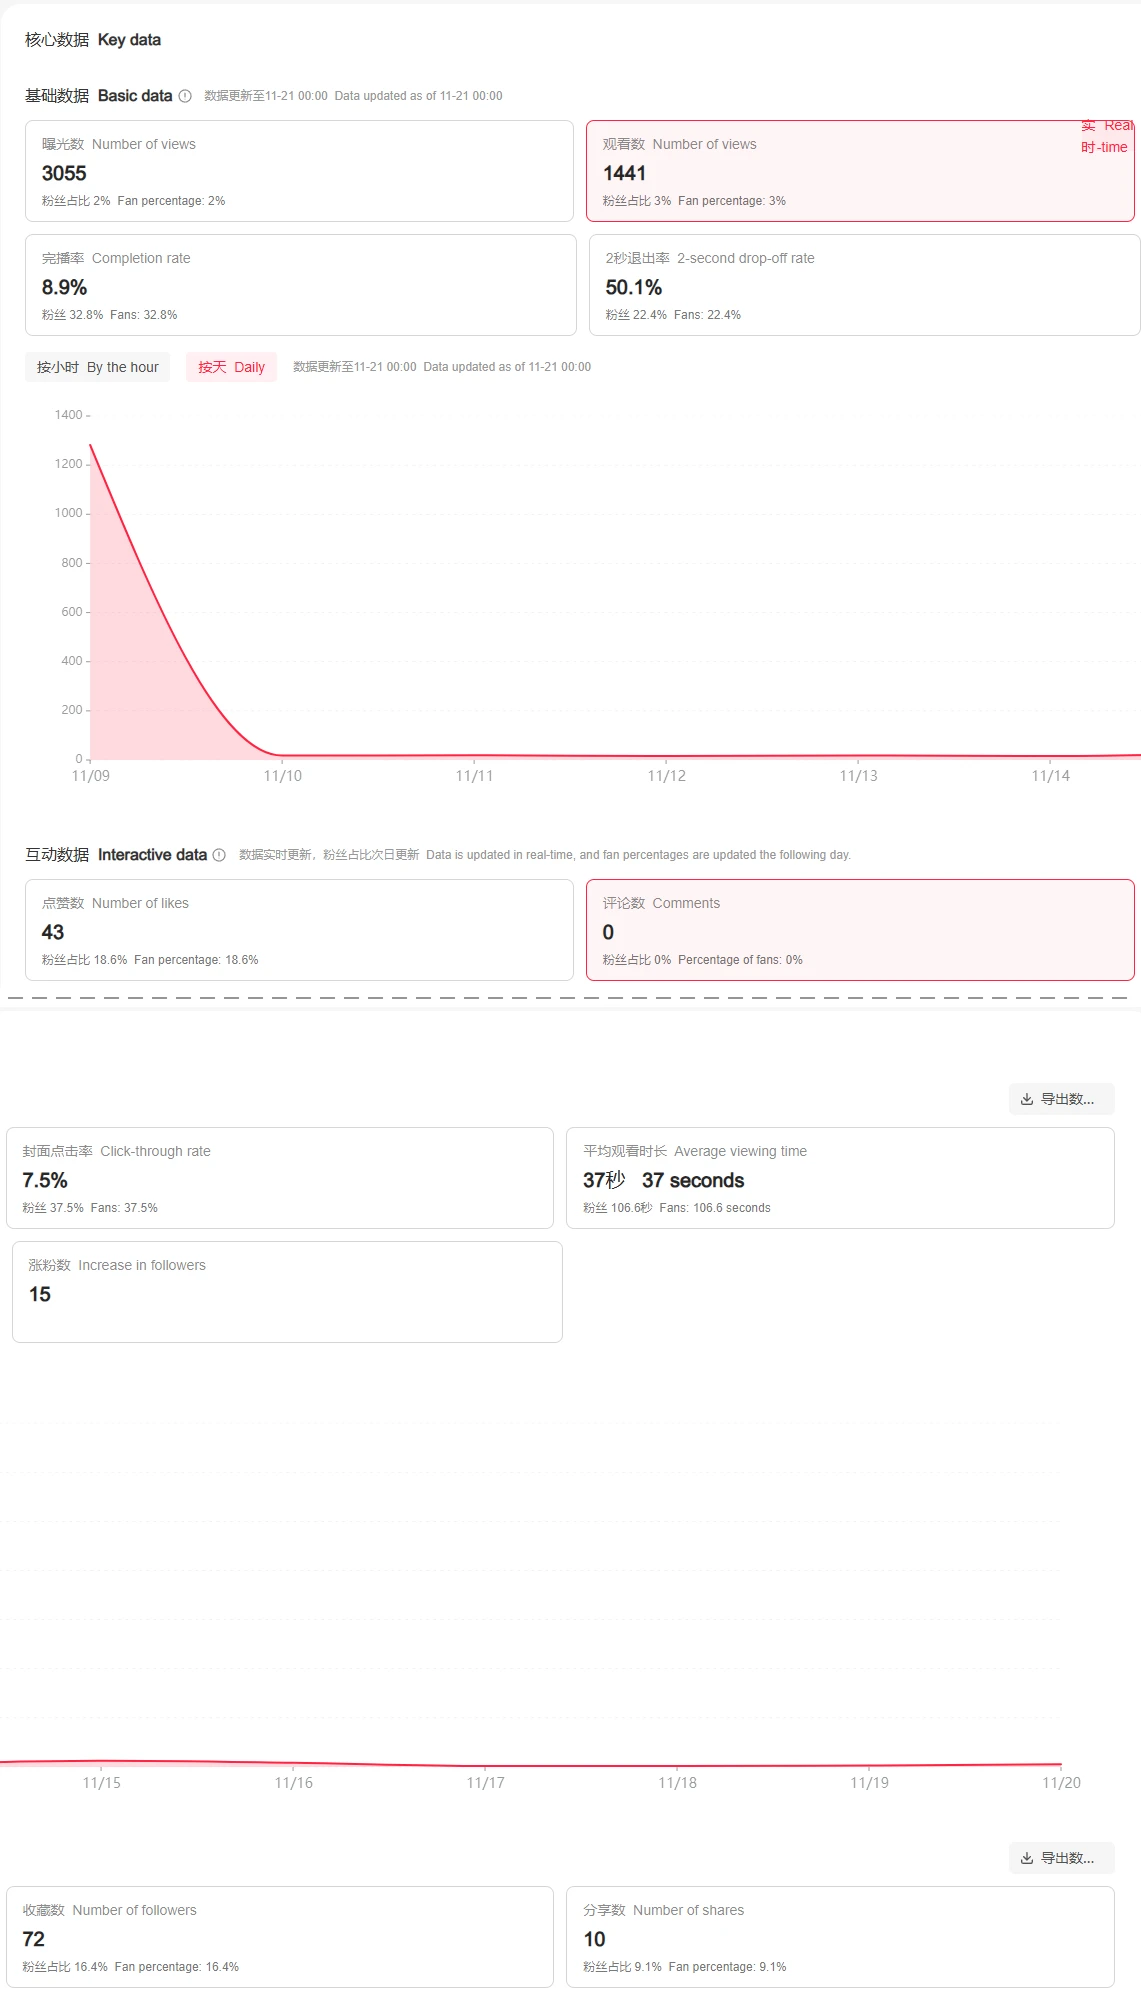 核心数据 Key data
基础数据 Basic data 数据更新至11-21 00:00 Data updated as of 11-21 00:00
曝光数 Number of views
3055
粉丝占比 2% Fan percentage: 2%
观看数 Number of views
1441
粉丝占比 3% Fan percentage: 3%
实 Real
时-time
完播率 Completion rate
8.9%
粉丝 32.8% Fans: 32.8%
2秒退出率 2-second drop-off rate
50.1%
粉丝 22.4% Fans: 22.4%
按小时 By the hour 按天 Daily 数据更新至11-21 00:00 Data updated as of 11-21 00:00
1400
1200
1000
800
600
400
200
0
11/09 11/10 11/11 11/12 11/13 11/14
互动数据 Interactive data 数据实时更新，粉丝占比次日更新 Data is updated in real-time, and fan percentages are updated the following day.
点赞数 Number of likes
43
粉丝占比 18.6% Fan percentage: 18.6%
评论数 Comments
0
粉丝占比 0% Percentage of fans: 0%
导出数...
封面点击率 Click-through rate
7.5%
粉丝 37.5% Fans: 37.5%
平均观看时长 Average viewing time
37秒 37 seconds
粉丝 106.6秒 Fans: 106.6 seconds
涨粉数 Increase in followers
15
11/15 11/16 11/17 11/18 11/19 11/20
导出数...
收藏数 Number of followers
72
粉丝占比 16.4% Fan percentage: 16.4%
分享数 Number of shares
10
粉丝占比 9.1% Fan percentage: 9.1%